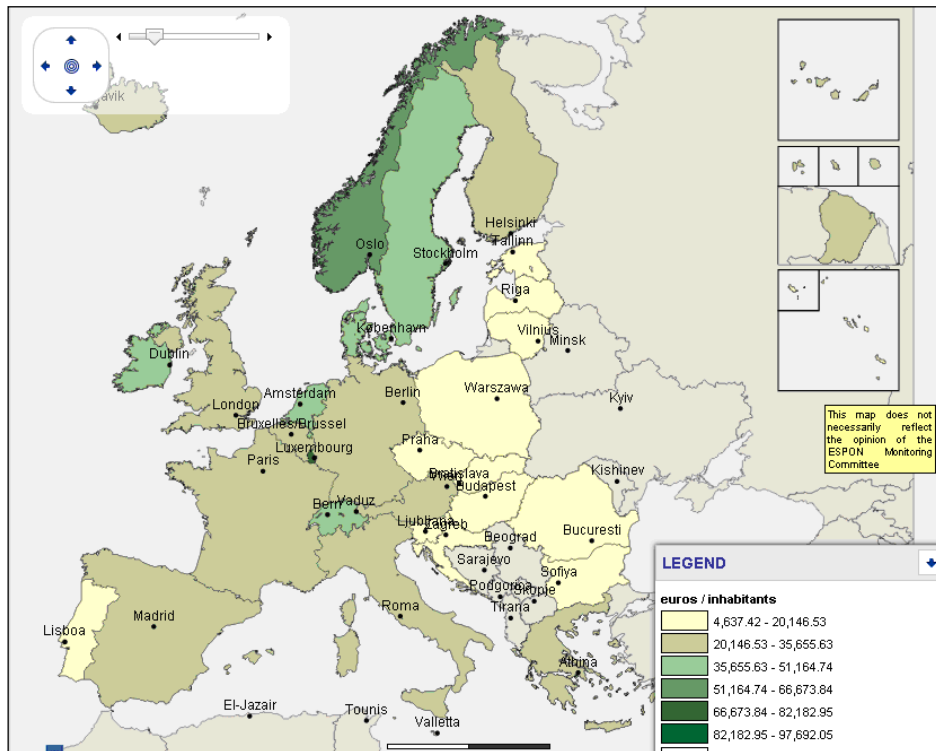 avik
Helsinki
Tallinn
Oslo
Stockholm
Riga
København
Vilnius
Minsk
Dublin
Amsterdam
Berlin
Warszawa
Kyiv
London
Bruxelles/Brussel
Luxembourg
Praha
Paris
Bratislava
Wien
Budapest
Kishinev
Bern
Vaduz
Ljubljana
Zagreb
Beograd
Bucuresti
Sarajevo
Sofiya
Podgorica
Skopje
Tirana
Roma
Madrid
Lisboa
Athina
El-Jazair
Tounis
Valletta
This map does not
necessarily reflect
the opinion of the
ESPON Monitoring
Committee
LEGEND
euros / inhabitants
4,637.42 - 20,146.53
20,146.53 - 35,655.63
35,655.63 - 51,164.74
51,164.74 - 66,673.84
66,673.84 - 82,182.95
82,182.95 - 97,692.05